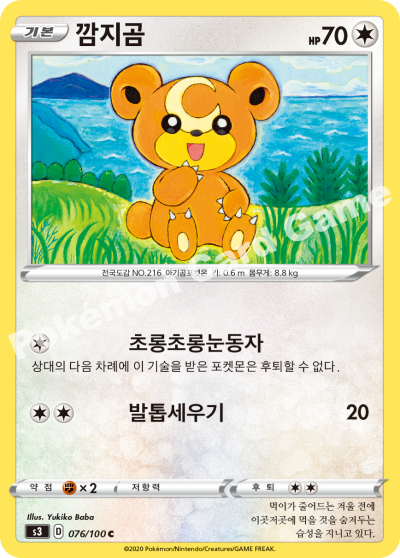 기본 깜지곰 HP 70
전국도감 NO.216 아기곰포켓몬 키: 0.6 m 몸무게: 8.8 kg
초롱초롱눈동자
상대의 다음 차례에 이 기술을 받은 포켓몬은 후퇴할 수 없다.
발톱세우기 20
약점 ×2 저항력 후퇴
Illus. Yukiko Baba
s3 D 076/100 C
먹이가 줄어드는 겨울 전에
이곳저곳에 먹을 것을 숨겨두는
습성을 지니고 있다.
©2020 Pokémon/Nintendo/Creatures/GAME FREAK.
Pokémon Card Game